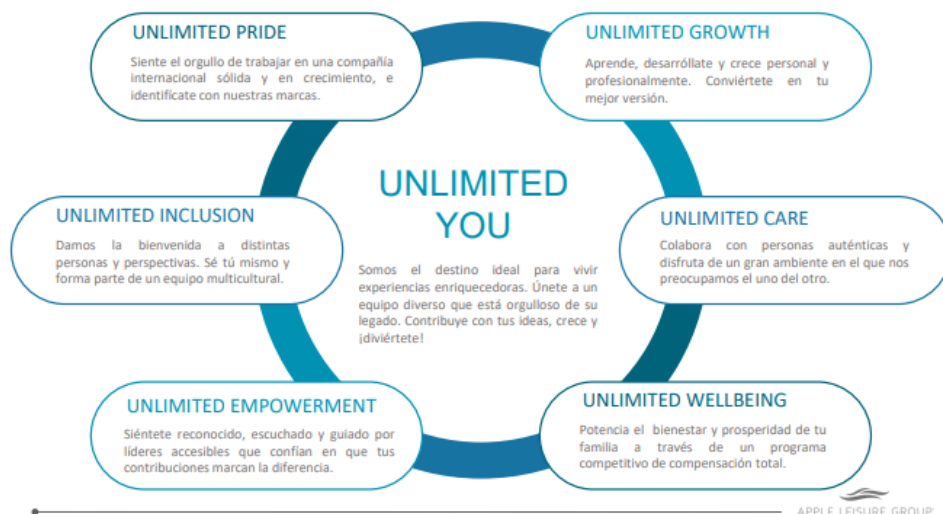 UNLIMITED PRIDE
Siente el orgullo de trabajar en una compañía
internacional sólida y en crecimiento, e
identifícate con nuestras marcas.
UNLIMITED GROWTH
Aprende, desarróllate y crece personal y
profesionalmente. Conviértete en tu
mejor versión.
UNLIMITED INCLUSION
Damos la bienvenida a distintas
personas y perspectivas. Sé tú mismo y
forma parte de un equipo multicultural.
UNLIMITED
YOU
Somos el destino ideal para vivir
experiencias enriquecedoras. Únete a un
equipo diverso que está orgulloso de su
legado. Contribuye con tus ideas, crece y
¡diviértete!
UNLIMITED CARE
Colabora con personas auténticas y
disfruta de un gran ambiente en el que nos
preocupamos el uno del otro.
UNLIMITED EMPOWERMENT
Siéntete reconocido, escuchado y guiado por
líderes accesibles que confían en que tus
contribuciones marcan la diferencia.
UNLIMITED WELLBEING
Potencia el bienestar y prosperidad de tu
familia a través de un programa
competitivo de compensación total.
APPLE LEISURE GROUP